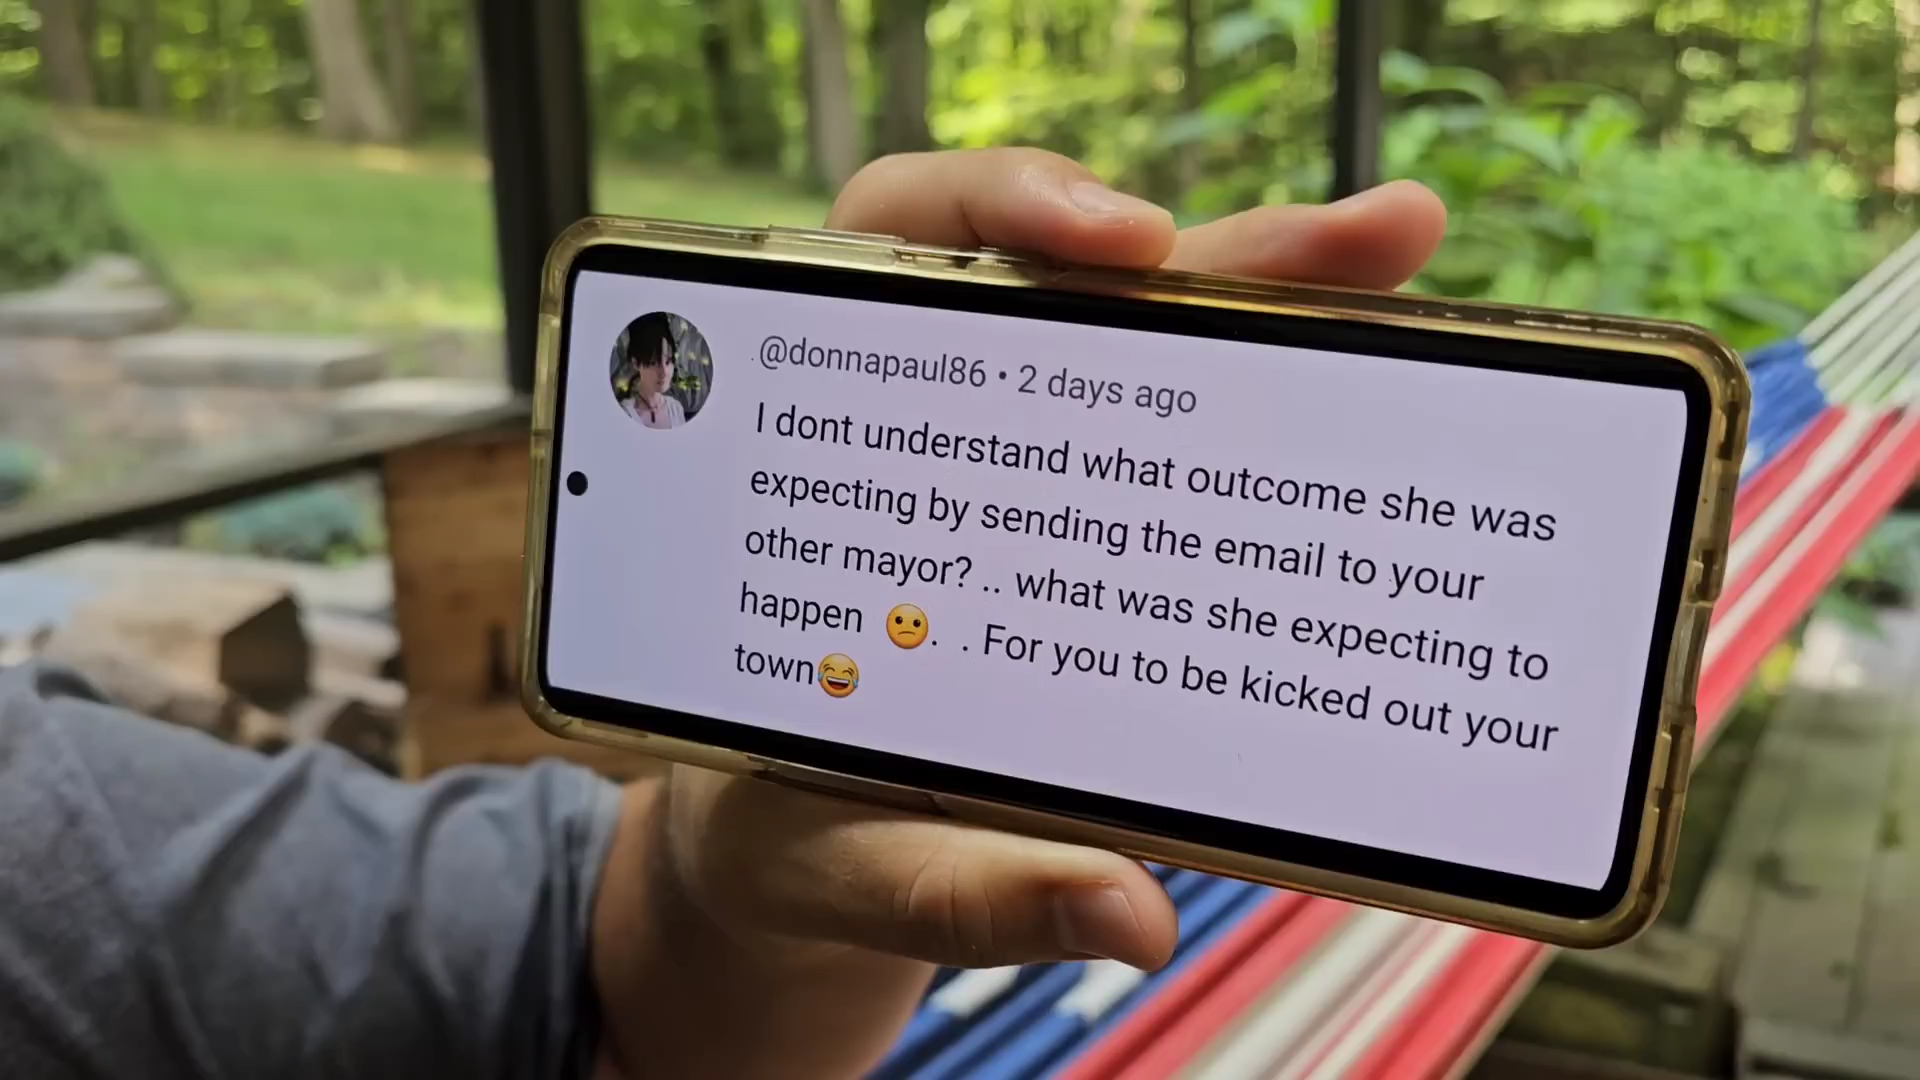 @donnapaul86 • 2 days ago
I dont understand what outcome she was
expecting by sending the email to your
other mayor? .. what was she expecting to
happen 😕. . For you to be kicked out your
town😂